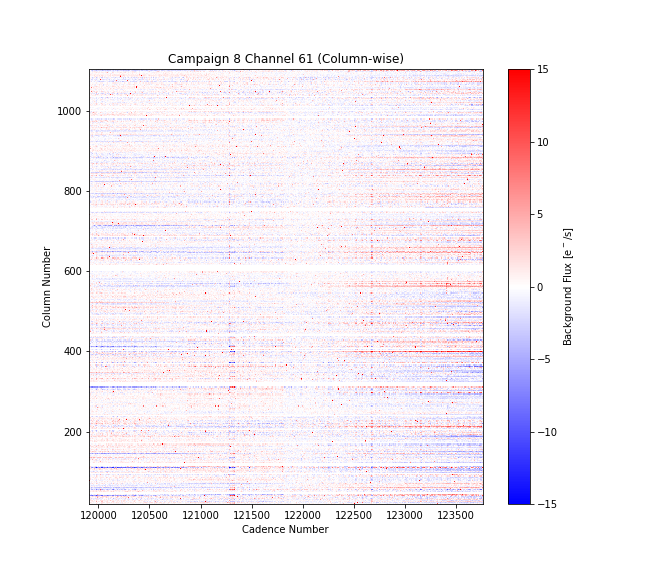 Campaign 8 Channel 61 (Column-wise)
1000
800
600
400
200
Column Number
120000 120500 121000 121500 122000 122500 123000 123500
Cadence Number
15
10
5
0
−5
−10
−15
Background Flux [e⁻/s]